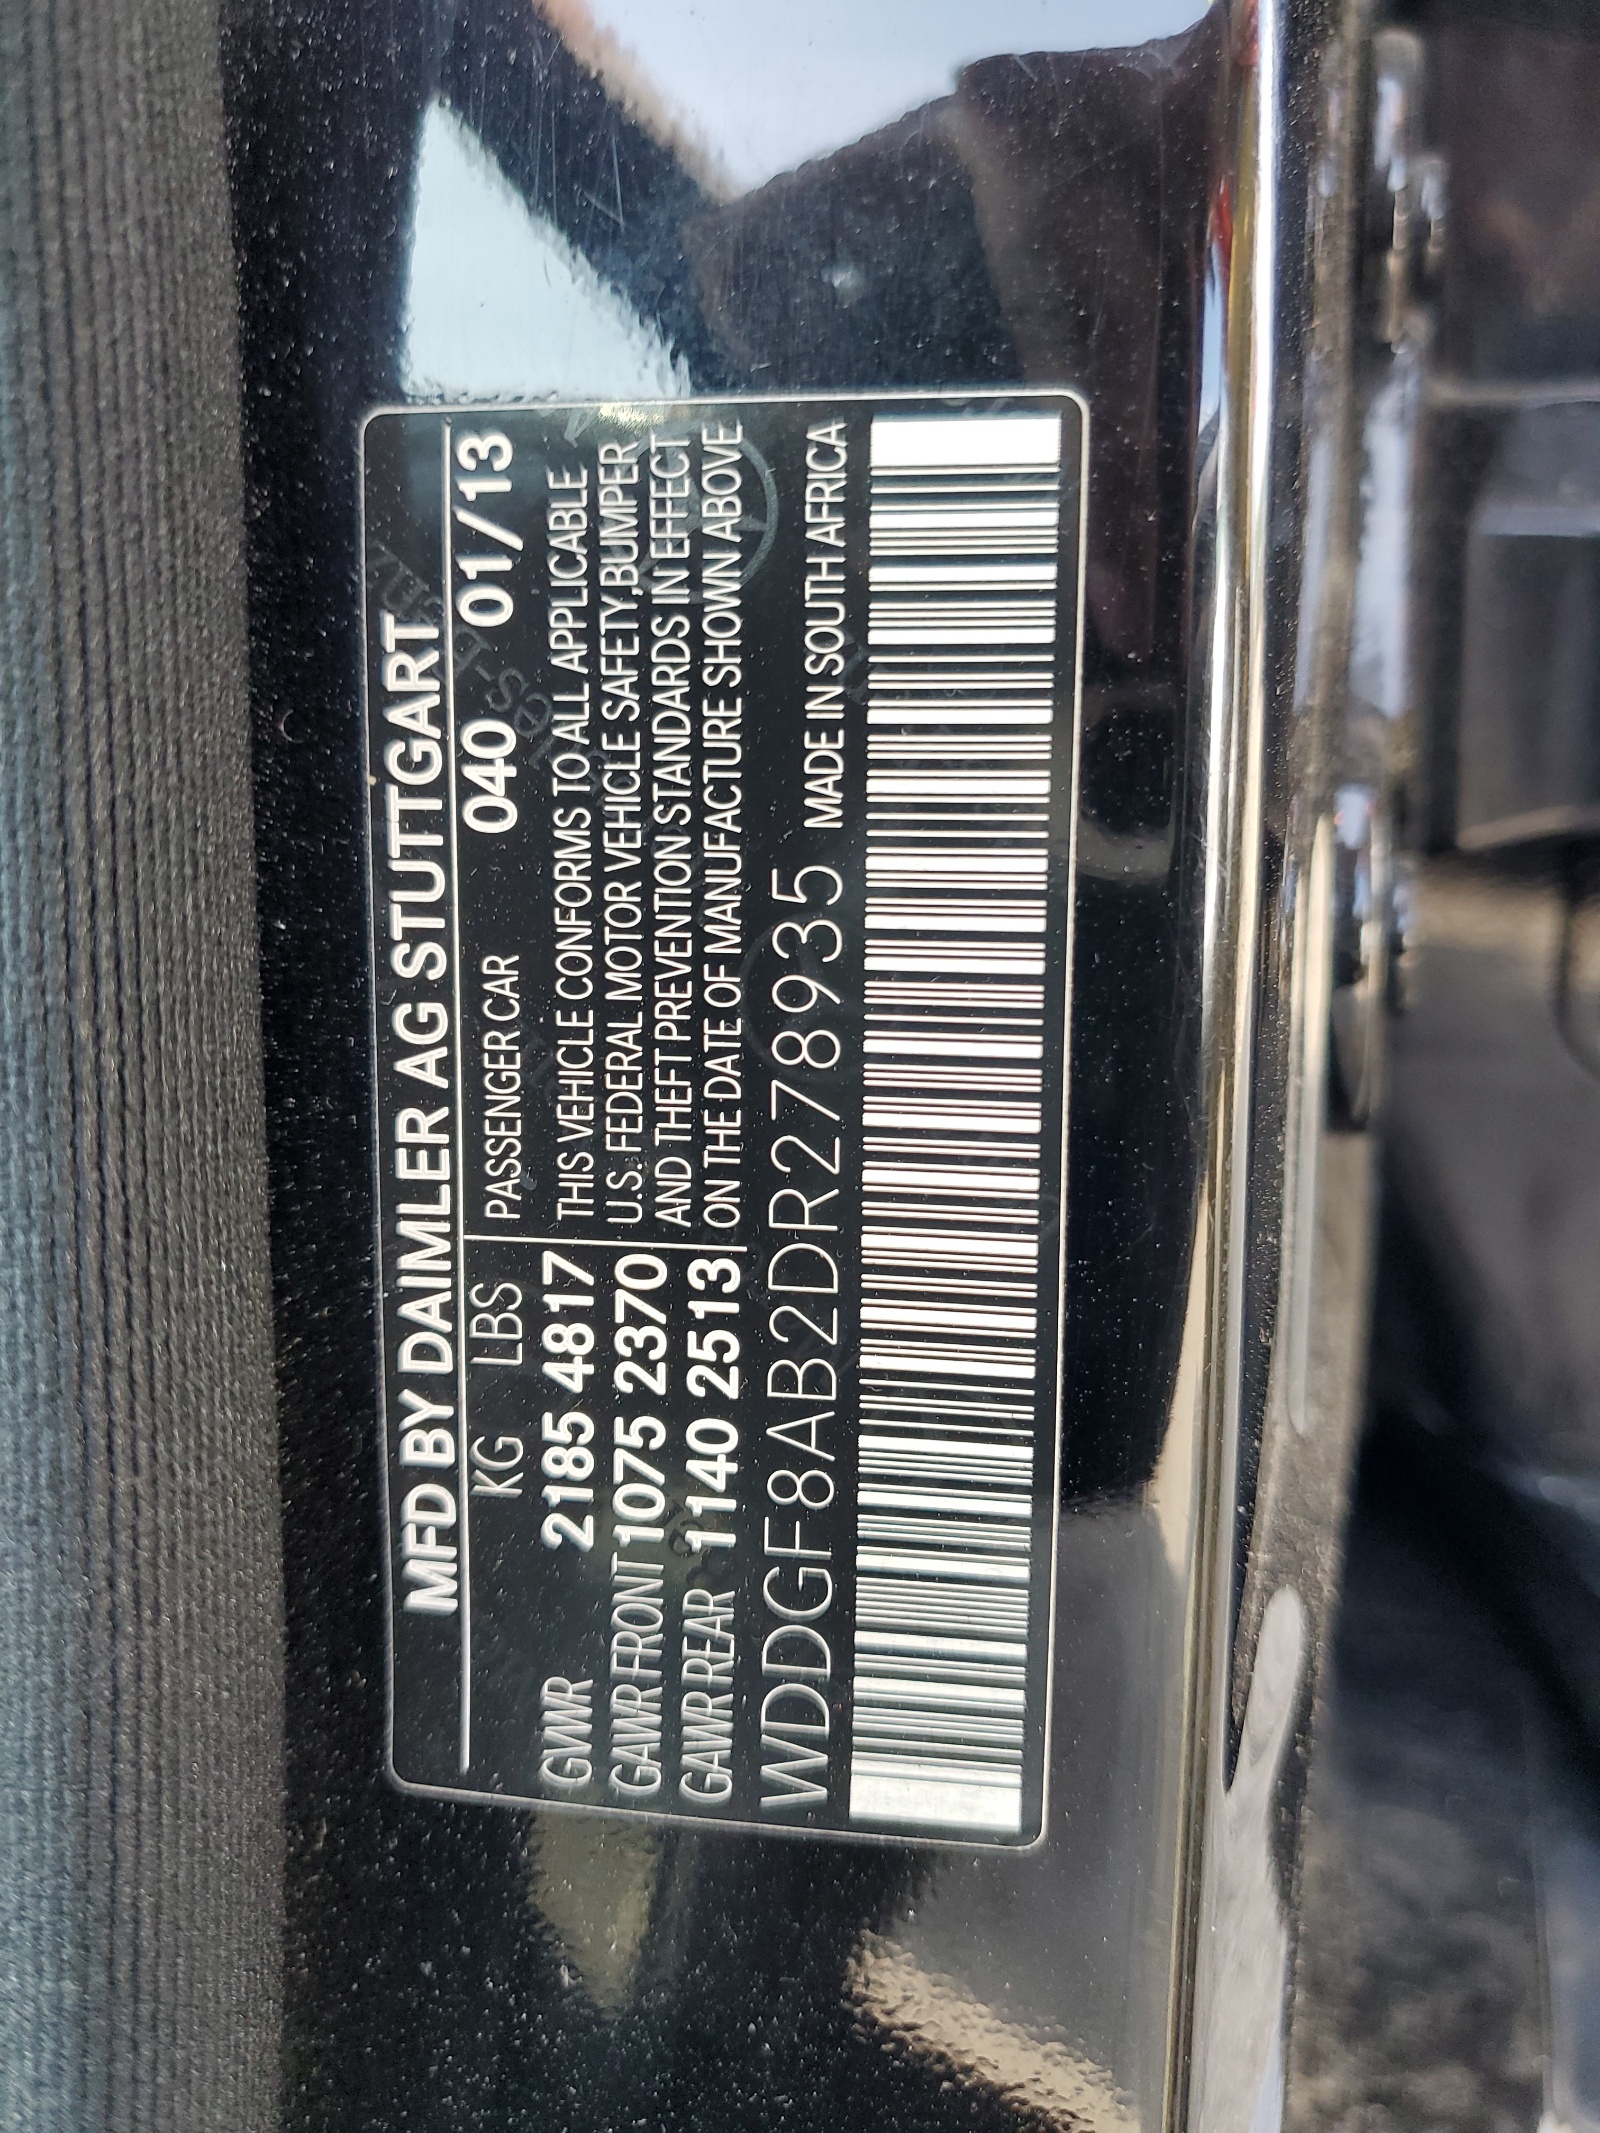 MFD BY DAIMLER AG STUTTGART
KG LBS PASSENGER CAR 040 01/13
GVWR 2185 4817 THIS VEHICLE CONFORMS TO ALL APPLICABLE
GAWR FRONT 1075 2370 U.S. FEDERAL MOTOR VEHICLE SAFETY, BUMPER
AND THEFT PREVENTION STANDARDS IN EFFECT
GAWR REAR 1140 2513 ON THE DATE OF MANUFACTURE SHOWN ABOVE
WDDGF8AB2DR278935 MADE IN SOUTH AFRICA